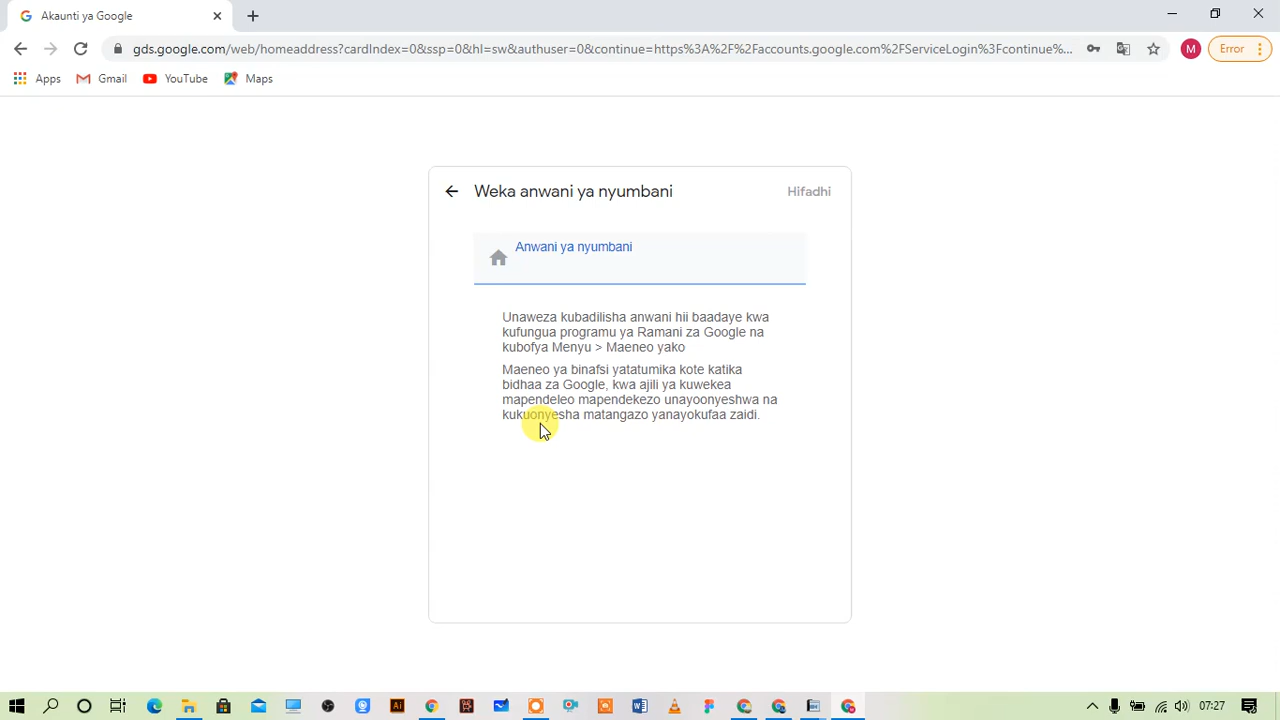 Akaunti ya Google
gds.google.com/web/homeaddress?cardIndex=0&ssp=0&hl=sw&authuser=0&continue=https%3A%2F%2Faccounts.google.com%2FServiceLogin%3Fcontinue%...
M
Error
Apps
Gmail
YouTube
Maps
Weka anwani ya nyumbani
Hifadhi
Anwani ya nyumbani
Unaweza kubadilisha anwani hii baadaye kwa
kufungua programu ya Ramani za Google na
kubofya Menyu > Maeneo yako
Maeneo ya binafsi yatatumika kote katika
bidhaa za Google, kwa ajili ya kuwekea
mapendeleo mapendekezo unayoonyeshwa na
kukuonyesha matangazo yanayokufaa zaidi.
Ai
07:27